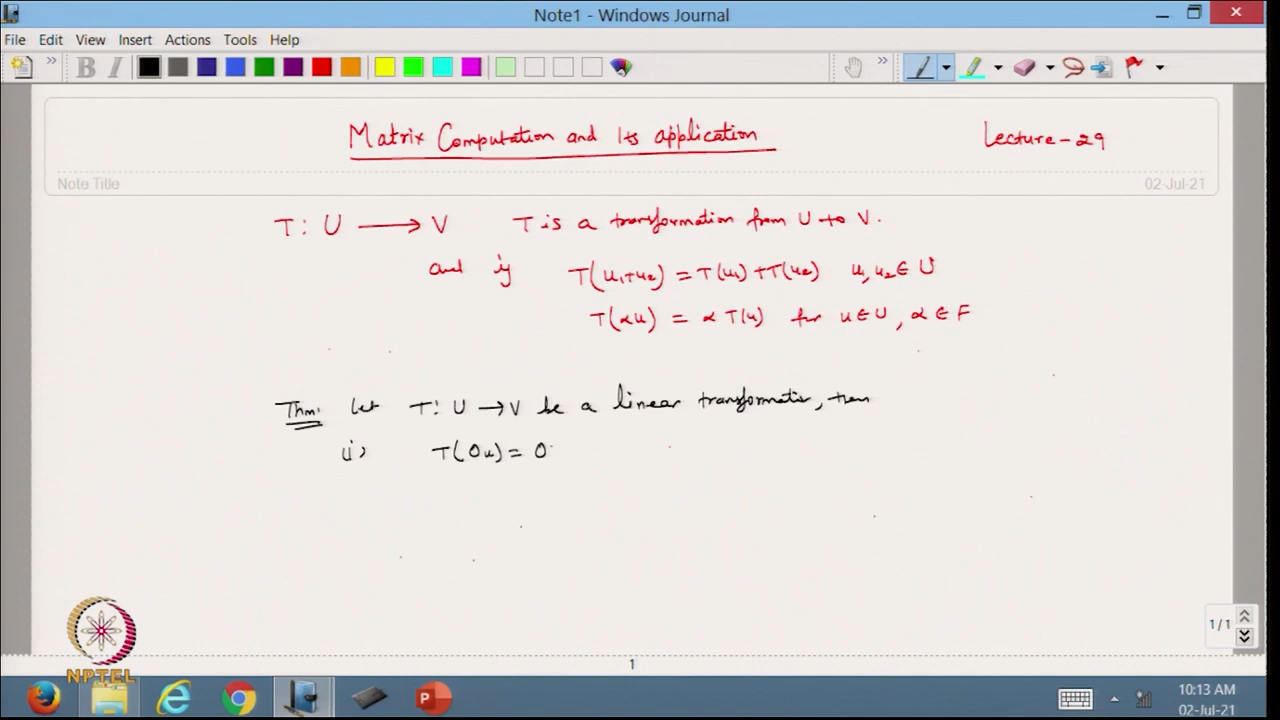 Note1 - Windows Journal
File Edit View Insert Actions Tools Help
Matrix Computation and Its application Lecture-29
Note Title 02-Jul-21
T: U ⟶ V T is a transformation from U to V.
and if T(u₁+u₂) = T(u₁)+T(u₂) u₁,u₂ ∈ U
T(αu) = α T(u) for u ∈ U, α ∈ F
Thm: Let T: U → V be a linear transformation, then
(i) T(0u) = 0
1/1
NPTEL
1
10:13 AM
02-Jul-21